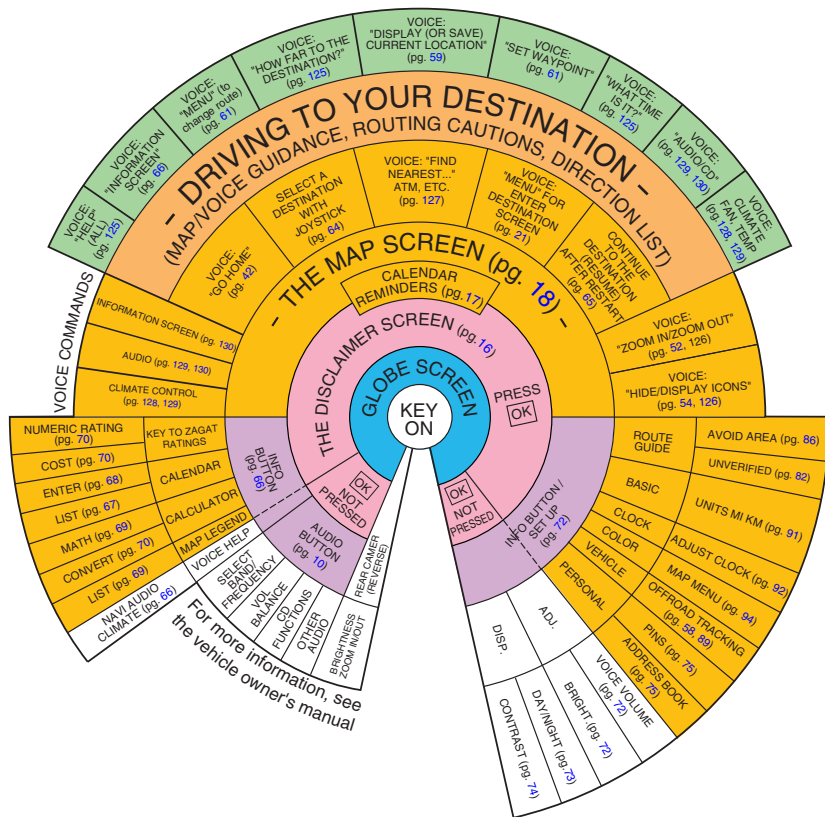 VOICE:
"HELP"
(ALL)
(pg. 125)
VOICE:
"INFORMATION
SCREEN"
(pg. 66)
VOICE:
"MENU" (to
change route)
(pg. 61)
VOICE:
"HOW FAR TO THE
DESTINATION?"
(pg. 125)
VOICE:
"DISPLAY (OR SAVE)
CURRENT LOCATION"
(pg. 59)
VOICE:
"SET WAYPOINT"
(pg. 61)
VOICE:
"WHAT TIME
IS IT?"
(pg. 125)
VOICE:
"AUDIO/CD"
(pg. 129, 130)
VOICE:
CLIMATE
FAN, TEMP
(pg. 128, 129)
- DRIVING TO YOUR DESTINATION -
(MAP/VOICE GUIDANCE, ROUTING CAUTIONS, DIRECTION LIST)
VOICE:
"GO HOME"
(pg. 42)
SELECT A
DESTINATION
WITH
JOYSTICK
(pg. 64)
VOICE: "FIND
NEAREST..."
ATM, ETC.
(pg. 127)
VOICE:
"MENU" FOR
ENTER
DESTINATION
SCREEN
(pg. 21)
CONTINUE
TO THE
DESTINATION
(RESUME)
AFTER RESTART
(pg. 65)
VOICE COMMANDS
INFORMATION SCREEN (pg. 130)
AUDIO (pg. 129, 130)
CLIMATE CONTROL
(pg. 128, 129)
- THE MAP SCREEN (pg. 18) -
CALENDAR
REMINDERS (pg. 17)
VOICE:
"ZOOM IN/ZOOM OUT"
(pg. 52, 126)
VOICE:
"HIDE/DISPLAY ICONS"
(pg. 54, 126)
THE DISCLAIMER SCREEN (pg.16)
PRESS
OK
GLOBE SCREEN
KEY
ON
OK
NOT
PRESSED
OK
NOT
PRESSED
NUMERIC RATING
(pg. 70)
COST (pg. 70)
ENTER (pg. 68)
LIST (pg. 67)
MATH (pg. 69)
CONVERT (pg. 70)
LIST (pg. 69)
NAVI AUDIO
CLIMATE (pg. 66)
KEY TO ZAGAT
RATINGS
CALENDAR
CALCULATOR
MAP LEGEND
VOICE HELP
INFO
BUTTON
(pg. 66)
AUDIO
BUTTON
(pg. 10)
SELECT
BAND/
FREQUENCY
VOL
BALANCE
CD
FUNCTIONS
OTHER
AUDIO
REAR CAMER
(REVERSE)
BRIGHTNESS
ZOOM IN/OUT
For more information, see
the vehicle owner's manual
INFO BUTTON /
SET UP
(pg. 72)
ROUTE
GUIDE
BASIC
CLOCK
COLOR
VEHICLE
PERSONAL
AVOID AREA (pg. 86)
UNVERIFIED (pg. 82)
UNITS MI KM (pg. 91)
ADJUST CLOCK (pg. 92)
MAP MENU (pg. 94)
OFFROAD TRACKING
(pg. 58, 89)
PINS (pg. 75)
ADDRESS BOOK
(pg. 75)
ADJ.
DISP.
VOICE VOLUME
(pg. 72)
BRIGHT. (pg. 72)
DAY/NIGHT (pg.73)
CONTRAST (pg. 74)